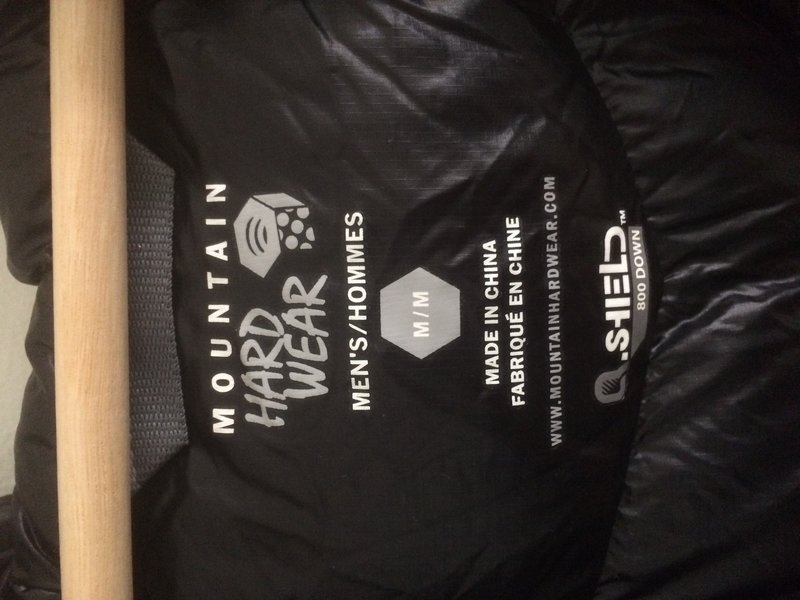 MOUNTAIN
HARD
WEAR
MEN'S/HOMMES
M/M
MADE IN CHINA
FABRIQUÉ EN CHINE
WWW.MOUNTAINHARDWEAR.COM
Q.SHIELD™
800 DOWN